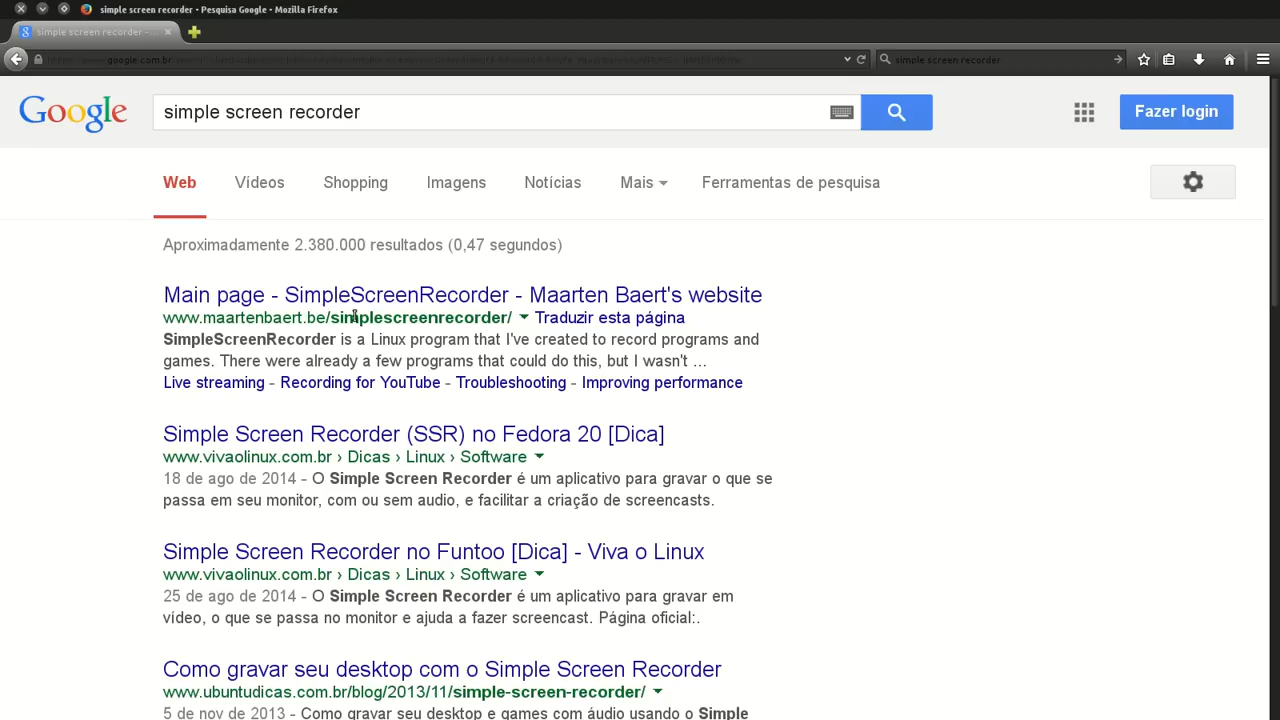 simple screen recorder - Pesquisa Google - Mozilla Firefox
simple screen recorder -...
www.google.com.br
simple screen recorder
Google
simple screen recorder
Fazer login
Web Vídeos Shopping Imagens Notícias Mais Ferramentas de pesquisa
Aproximadamente 2.380.000 resultados (0,47 segundos)
Main page - SimpleScreenRecorder - Maarten Baert's website
www.maartenbaert.be/simplescreenrecorder/ Traduzir esta página
SimpleScreenRecorder is a Linux program that I've created to record programs and
games. There were already a few programs that could do this, but I wasn't ...
Live streaming - Recording for YouTube - Troubleshooting - Improving performance
Simple Screen Recorder (SSR) no Fedora 20 [Dica]
www.vivaolinux.com.br › Dicas › Linux › Software
18 de ago de 2014 - O Simple Screen Recorder é um aplicativo para gravar o que se
passa em seu monitor, com ou sem audio, e facilitar a criação de screencasts.
Simple Screen Recorder no Funtoo [Dica] - Viva o Linux
www.vivaolinux.com.br › Dicas › Linux › Software
25 de ago de 2014 - O Simple Screen Recorder é um aplicativo para gravar em
vídeo, o que se passa no monitor e ajuda a fazer screencast. Página oficial:.
Como gravar seu desktop com o Simple Screen Recorder
www.ubuntudicas.com.br/blog/2013/11/simple-screen-recorder/
5 de nov de 2013 - Como gravar seu desktop e games com áudio usando o Simple